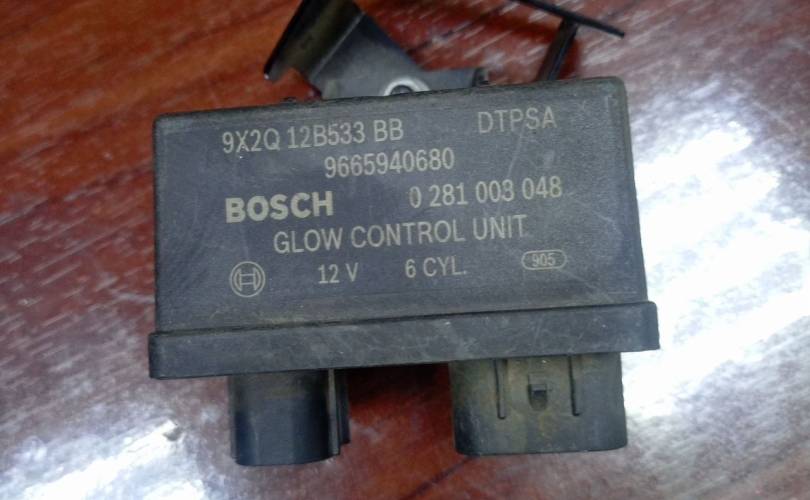 9X2Q 12B533 BB DTPSA
9665940680
BOSCH 0 281 003 048
GLOW CONTROL UNIT
12 V 6 CYL. 905